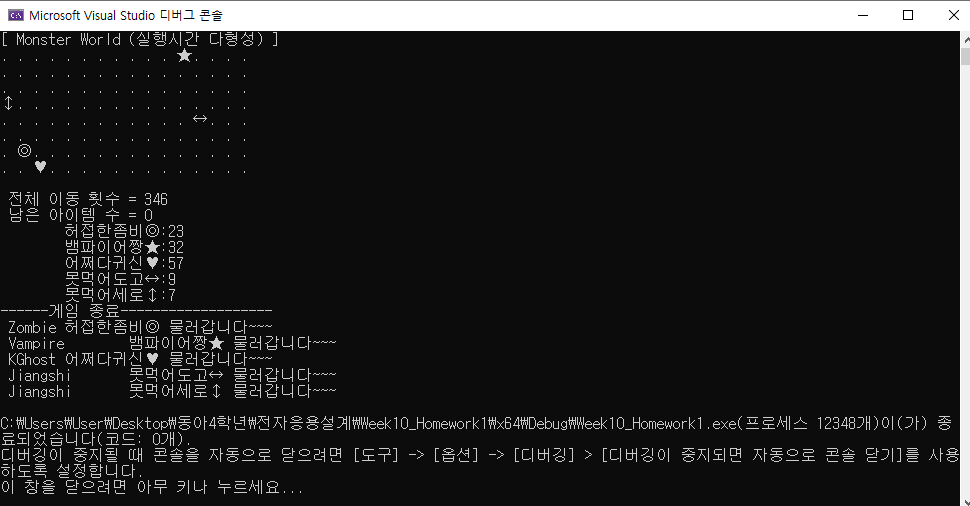 Microsoft Visual Studio 디버그 콘솔
[ Monster World (실행시간 다형성) ]
. . . . . . . . . . . ★. . . .
. . . . . . . . . . . . . . . .
. . . . . . . . . . . . . . . .
↕. . . . . . . . . . . . . . .
. . . . . . . . . . . . ↔. . .
. . . . . . . . . . . . . . . .
. ◎. . . . . . . . . . . . . .
. . ♥. . . . . . . . . . . . .
전체 이동 횟수 = 346
남은 아이템 수 = 0
허접한좀비◎:23
뱀파이어짱★:32
어쩌다귀신♥:57
못먹어도고↔:9
못먹어세로↕:7
------게임 종료-------------------
Zombie 허접한좀비◎ 물러갑니다~~~
Vampire 뱀파이어짱★ 물러갑니다~~~
KGhost 어쩌다귀신♥ 물러갑니다~~~
Jiangshi 못먹어도고↔ 물러갑니다~~~
Jiangshi 못먹어세로↕ 물러갑니다~~~
C:₩Users₩User₩Desktop₩동아4학년₩전자응용설계₩Week10_Homework1₩x64₩Debug₩Week10_Homework1.exe(프로세스 12348개)이(가) 종
료되었습니다(코드: 0개).
디버깅이 중지될 때 콘솔을 자동으로 닫으려면 [도구] -> [옵션] -> [디버깅] > [디버깅이 중지되면 자동으로 콘솔 닫기]를 사용
하도록 설정합니다.
이 창을 닫으려면 아무 키나 누르세요...